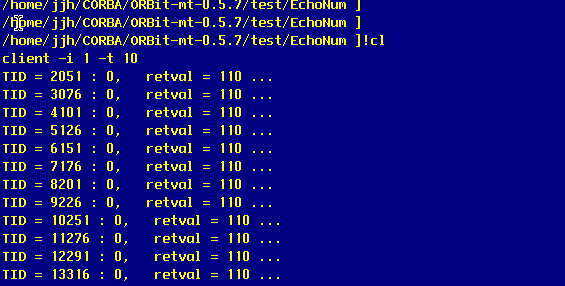 /home/jjh/CORBA/ORBit-mt-0.5.7/test/EchoNum ]
/home/jjh/CORBA/ORBit-mt-0.5.7/test/EchoNum ]
/home/jjh/CORBA/ORBit-mt-0.5.7/test/EchoNum ]!cl
client -i 1 -t 10
TID = 2051 : 0,   retval = 110 ...
TID = 3076 : 0,   retval = 110 ...
TID = 4101 : 0,   retval = 110 ...
TID = 5126 : 0,   retval = 110 ...
TID = 6151 : 0,   retval = 110 ...
TID = 7176 : 0,   retval = 110 ...
TID = 8201 : 0,   retval = 110 ...
TID = 9226 : 0,   retval = 110 ...
TID = 10251 : 0,   retval = 110 ...
TID = 11276 : 0,   retval = 110 ...
TID = 12291 : 0,   retval = 110 ...
TID = 13316 : 0,   retval = 110 ...